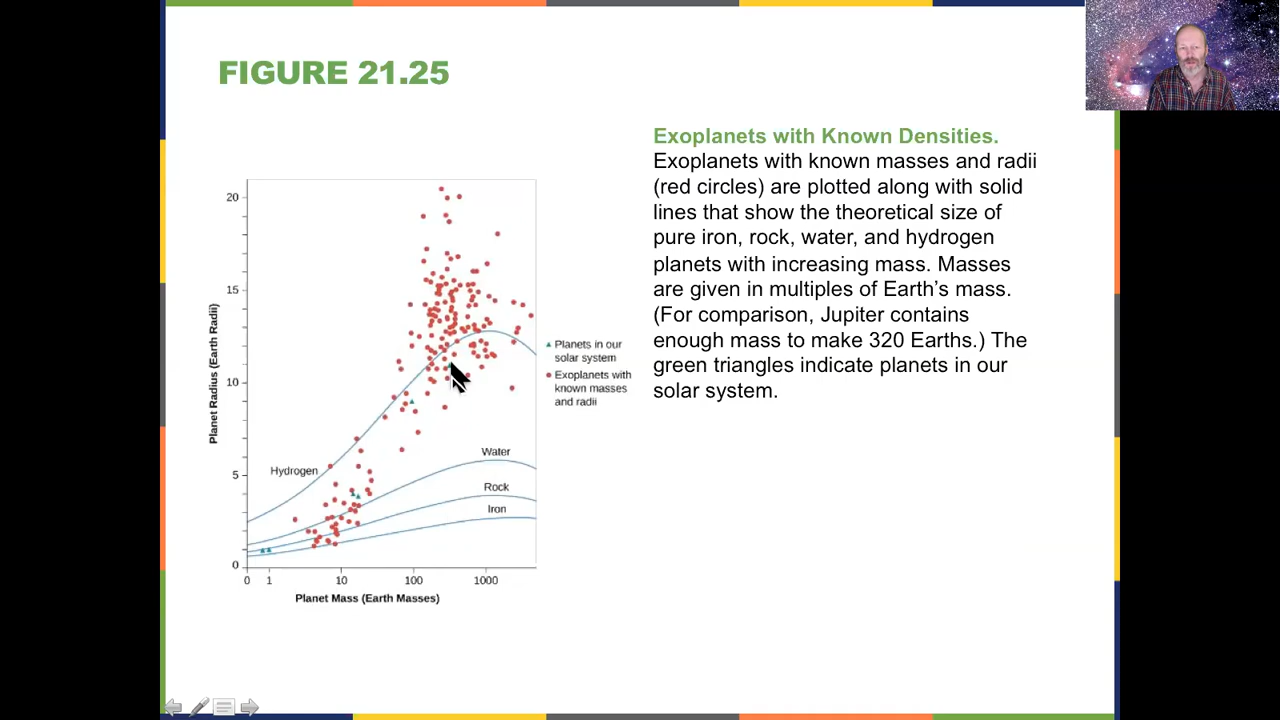 FIGURE 21.25
Exoplanets with Known Densities.
Exoplanets with known masses and radii
(red circles) are plotted along with solid
lines that show the theoretical size of
pure iron, rock, water, and hydrogen
planets with increasing mass. Masses
are given in multiples of Earth's mass.
(For comparison, Jupiter contains
enough mass to make 320 Earths.) The
green triangles indicate planets in our
solar system.
Planet Radius (Earth Radii)
20
15
10
5
0
Hydrogen
Water
Rock
Iron
0 1 10 100 1000
Planet Mass (Earth Masses)
Planets in our
solar system
Exoplanets with
known masses
and radii